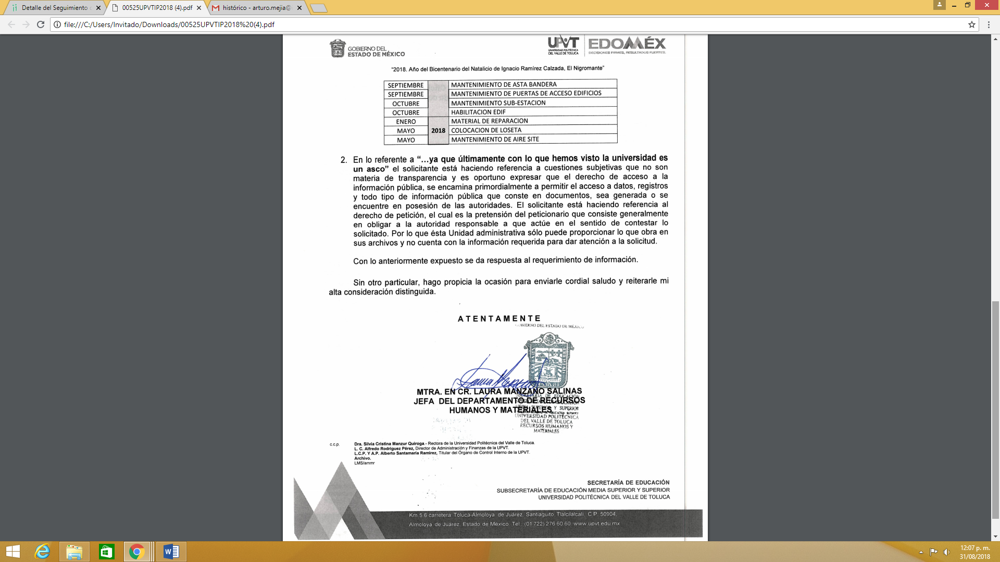 Detalle del Seguimiento
00525UPVTIP2018 (4).pdf
histórico - arturo.mejia@
file:///C:/Users/Invitado/Downloads/00525UPVTIP2018%20(4).pdf
GOBIERNO DEL
ESTADO DE MÉXICO
UPVT
UNIVERSIDAD POLITÉCNICA
DEL VALLE DE TOLUCA
EDOMÉX
DECISIONES FIRMES, RESULTADOS FUERTES.
"2018. Año del Bicentenario del Natalicio de Ignacio Ramírez Calzada, El Nigromante"
SEPTIEMBRE MANTENIMIENTO DE ASTA BANDERA
SEPTIEMBRE MANTENIMIENTO DE PUERTAS DE ACCESO EDIFICIOS
OCTUBRE MANTENIMIENTO SUB-ESTACION
OCTUBRE HABILITACION EDIF
ENERO MATERIAL DE REPARACION
MAYO 2018 COLOCACION DE LOSETA
MAYO MANTENIMIENTO DE AIRE SITE
2. En lo referente a “…ya que últimamente con lo que hemos visto la universidad es
un asco” el solicitante está haciendo referencia a cuestiones subjetivas que no son
materia de transparencia y es oportuno expresar que el derecho de acceso a la
información pública, se encamina primordialmente a permitir el acceso a datos, registros
y todo tipo de información pública que conste en documentos, sea generada o se
encuentre en posesión de las autoridades. El solicitante está haciendo referencia al
derecho de petición, el cual es la pretensión del peticionario que consiste generalmente
en obligar a la autoridad responsable a que actúe en el sentido de contestar lo
solicitado. Por lo que ésta Unidad administrativa sólo puede proporcionar lo que obra en
sus archivos y no cuenta con la información requerida para dar atención a la solicitud.
Con lo anteriormente expuesto se da respuesta al requerimiento de información.
Sin otro particular, hago propicia la ocasión para enviarle cordial saludo y reiterarle mi
alta consideración distinguida.
A T E N T A M E N T E
GOBIERNO DEL ESTADO DE MÉXICO
MTRA. EN CR. LAURA MANZANO SALINAS
JEFA DEL DEPARTAMENTO DE RECURSOS
HUMANOS Y MATERIALES
SECRETARÍA DE EDUCACIÓN
MEDIA SUPERIOR Y SUPERIOR
UNIVERSIDAD POLITÉCNICA
DEL VALLE DE TOLUCA
RECURSOS HUMANOS Y
MATERIALES
c.c.p. Dra. Silvia Cristina Manzur Quiroga.- Rectora de la Universidad Politécnica del Valle de Toluca.
L. C. Alfredo Rodríguez Pérez, Director de Administración y Finanzas de la UPVT.
L.C.P. Y A.P. Alberto Santamaría Ramírez, Titular del Órgano de Control Interno de la UPVT.
Archivo.
LMS/ammr
SECRETARÍA DE EDUCACIÓN
SUBSECRETARÍA DE EDUCACIÓN MEDIA SUPERIOR Y SUPERIOR
UNIVERSIDAD POLITÉCNICA DEL VALLE DE TOLUCA
Km 5.6 carretera Toluca-Almoloya de Juárez, Santiaguito Tlalcilalcali, C.P. 50904,
Almoloya de Juárez, Estado de México Tel.: (01 722) 276 60 60 www.upvt.edu.mx
12:07 p. m.
31/08/2018